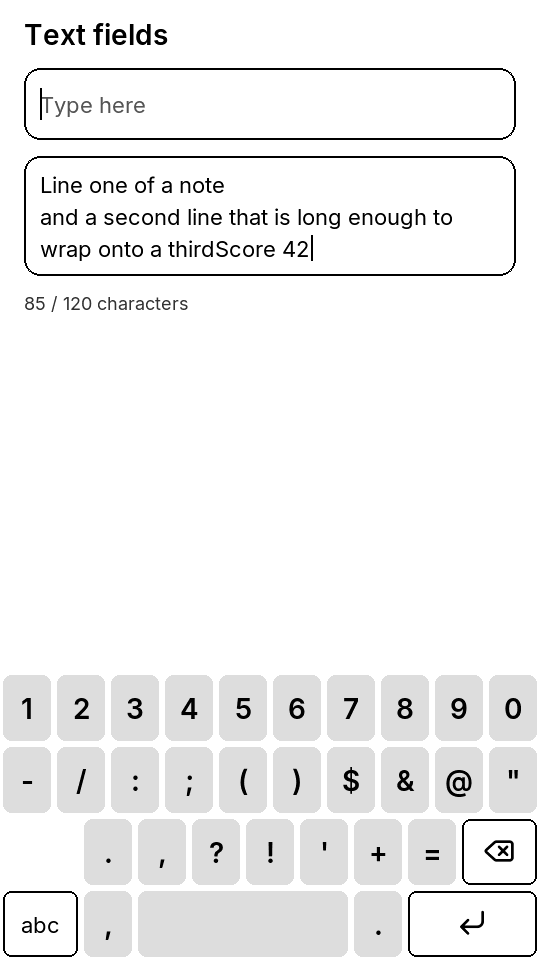 Text fields
Type here
Line one of a note
and a second line that is long enough to
wrap onto a thirdScore 42
85 / 120 characters
1 2 3 4 5 6 7 8 9 0
- / : ; ( ) $ & @ "
. , ? ! ' + =
abc , .